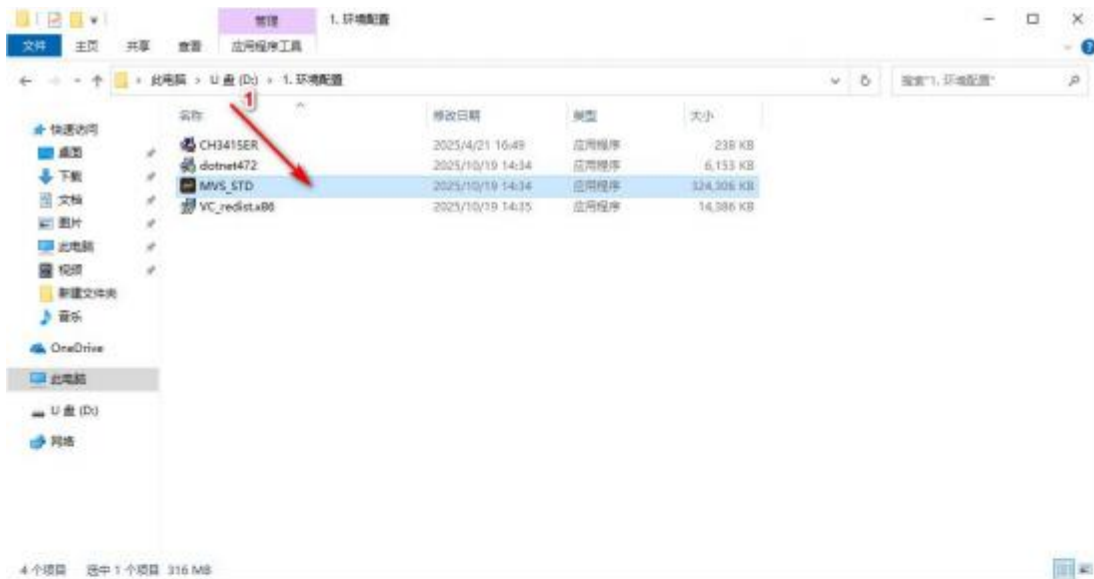 管理 1. 环境配置
文件 主页 共享 查看 应用程序工具
此电脑 > U 盘 (D:) > 1. 环境配置 搜索"1. 环境配置"
1
名称 修改日期 类型 大小
CH341SER 2025/4/21 16:49 应用程序 238 KB
dotnet472 2025/10/19 14:34 应用程序 6,153 KB
MVS_STD 2025/10/19 14:34 应用程序 324,306 KB
VC_redist.x86 2025/10/19 14:35 应用程序 14,386 KB
快速访问
桌面
下载
文档
图片
此电脑
视频
新建文件夹
音乐
OneDrive
此电脑
U 盘 (D:)
网络
4 个项目 选中 1 个项目 316 MB